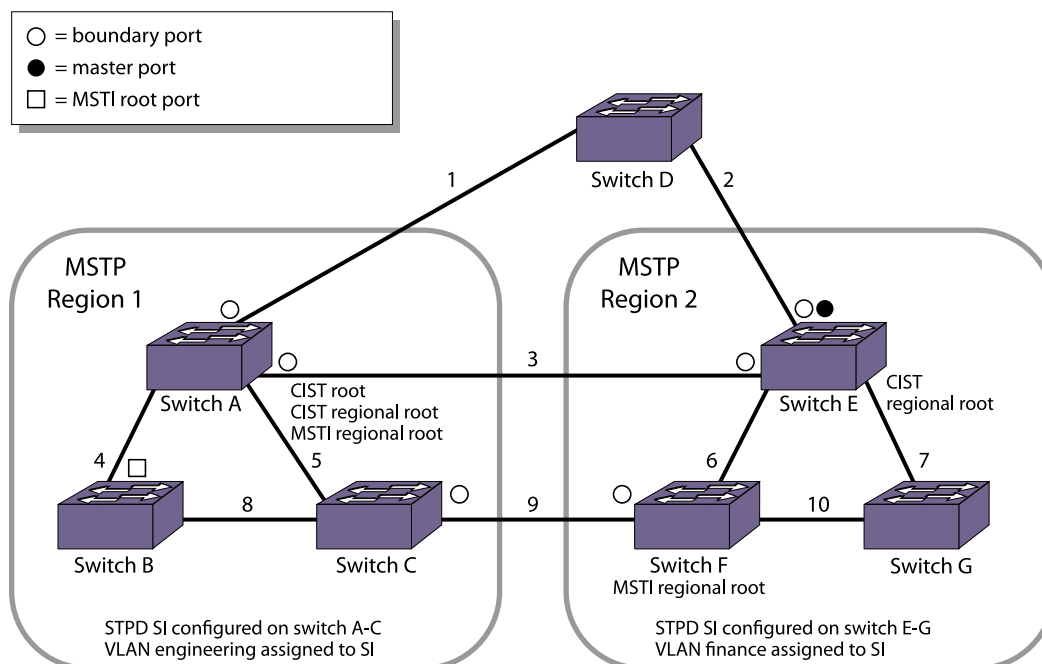 = boundary port
= master port
= MSTI root port
Switch D
1
2
MSTP
Region 1
MSTP
Region 2
3
Switch A
CIST root
CIST regional root
MSTI regional root
Switch E
CIST
regional root
4
5
6
7
8
9
10
Switch B
Switch C
Switch F
MSTI regional root
Switch G
STPD SI configured on switch A-C
VLAN engineering assigned to SI
STPD SI configured on switch E-G
VLAN finance assigned to SI